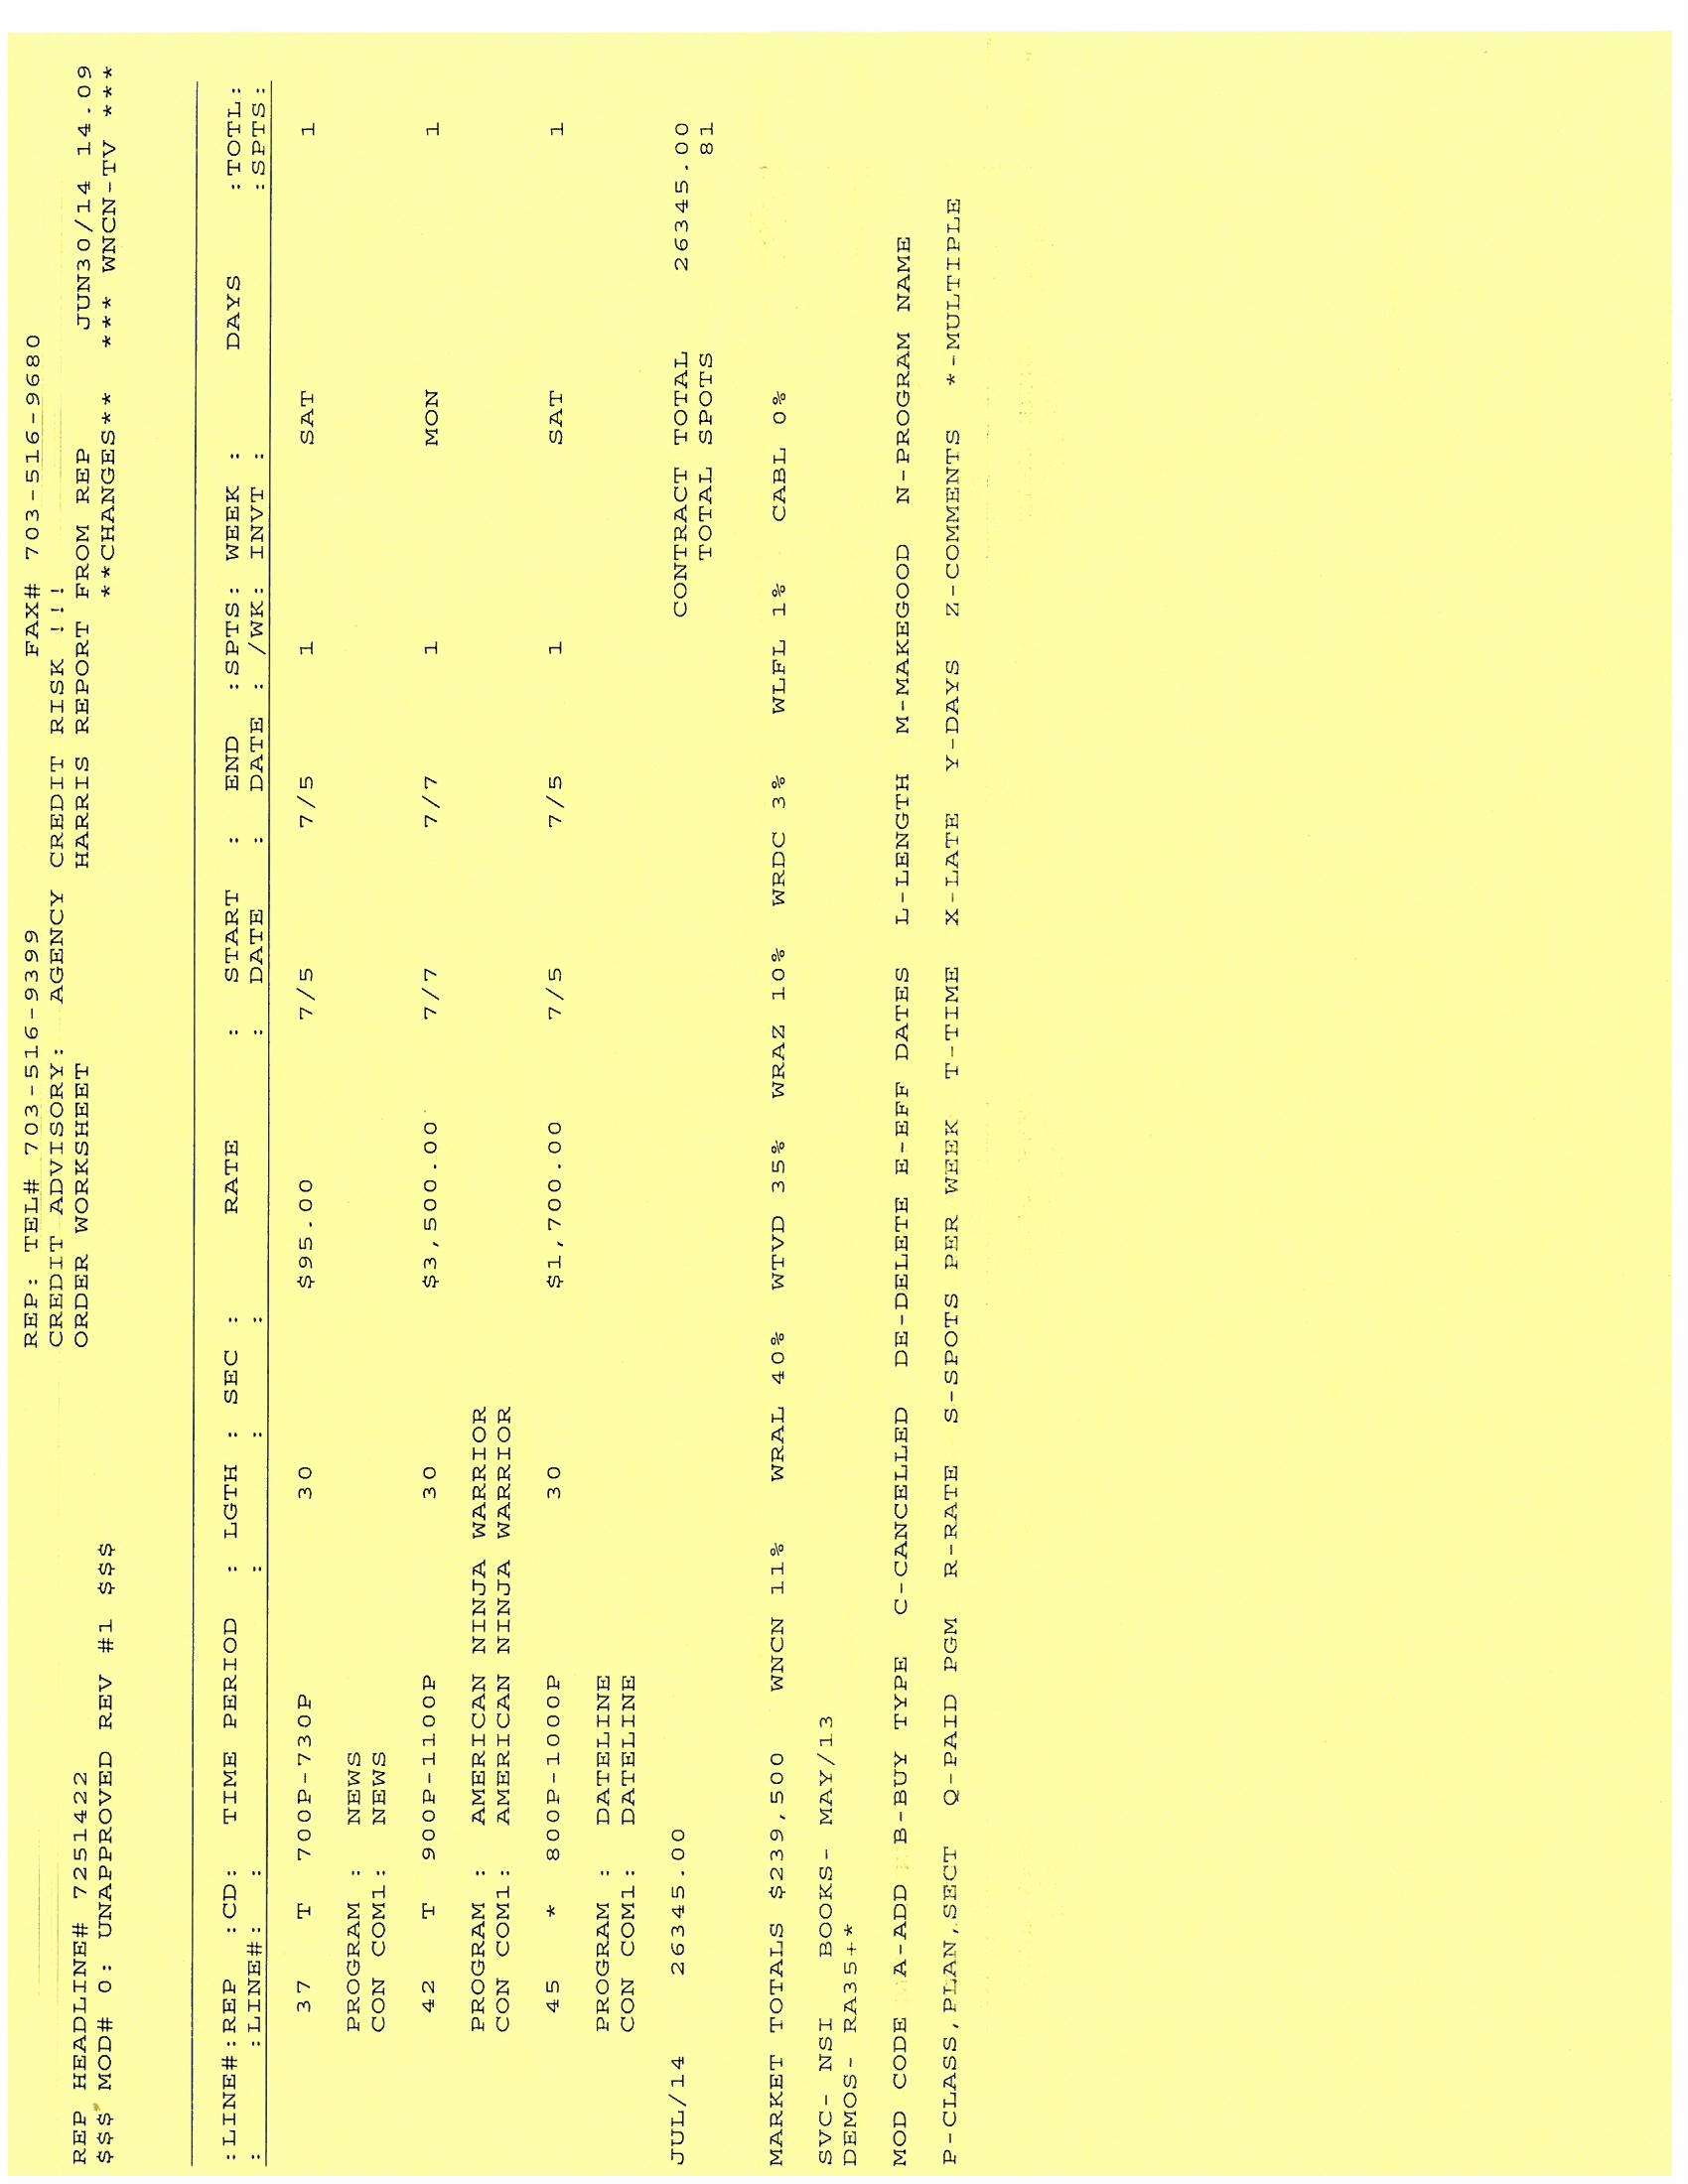 REP: TEL# 703-516-9399 FAX# 703-516-9680
CREDIT ADVISORY: AGENCY CREDIT RISK !!!
REP HEADLINE# 7251422 ORDER WORKSHEET HARRIS REPORT FROM REP JUN30/14 14.09
$$$ MOD# 0: UNAPPROVED REV #1 $$$ **CHANGES** *** WNCN-TV ***
:LINE#:REP :CD: TIME PERIOD : LGTH : SEC : RATE : START : END :SPTS: WEEK : DAYS :TOTL:
: :LINE#: : : : : DATE : DATE : /WK: INVT : :SPTS:
37 T 700P-730P 30 $95.00 7/5 7/5 1 SAT 1
PROGRAM : NEWS
CON COM1: NEWS
42 T 900P-1100P 30 $3,500.00 7/7 7/7 1 MON 1
PROGRAM : AMERICAN NINJA WARRIOR
CON COM1: AMERICAN NINJA WARRIOR
45 * 800P-1000P 30 $1,700.00 7/5 7/5 1 SAT 1
PROGRAM : DATELINE
CON COM1: DATELINE
JUL/14 26345.00 CONTRACT TOTAL 26345.00
TOTAL SPOTS 81
MARKET TOTALS $239,500 WNCN 11% WRAL 40% WTVD 35% WRAZ 10% WRDC 3% WLFL 1% CABL 0%
SVC- NSI BOOKS- MAY/13
DEMOS- RA35+*
MOD CODE A-ADD B-BUY TYPE C-CANCELLED DE-DELETE E-EFF DATES L-LENGTH M-MAKEGOOD N-PROGRAM NAME
P-CLASS,PLAN,SECT Q-PAID PGM R-RATE S-SPOTS PER WEEK T-TIME X-LATE Y-DAYS Z-COMMENTS *-MULTIPLE